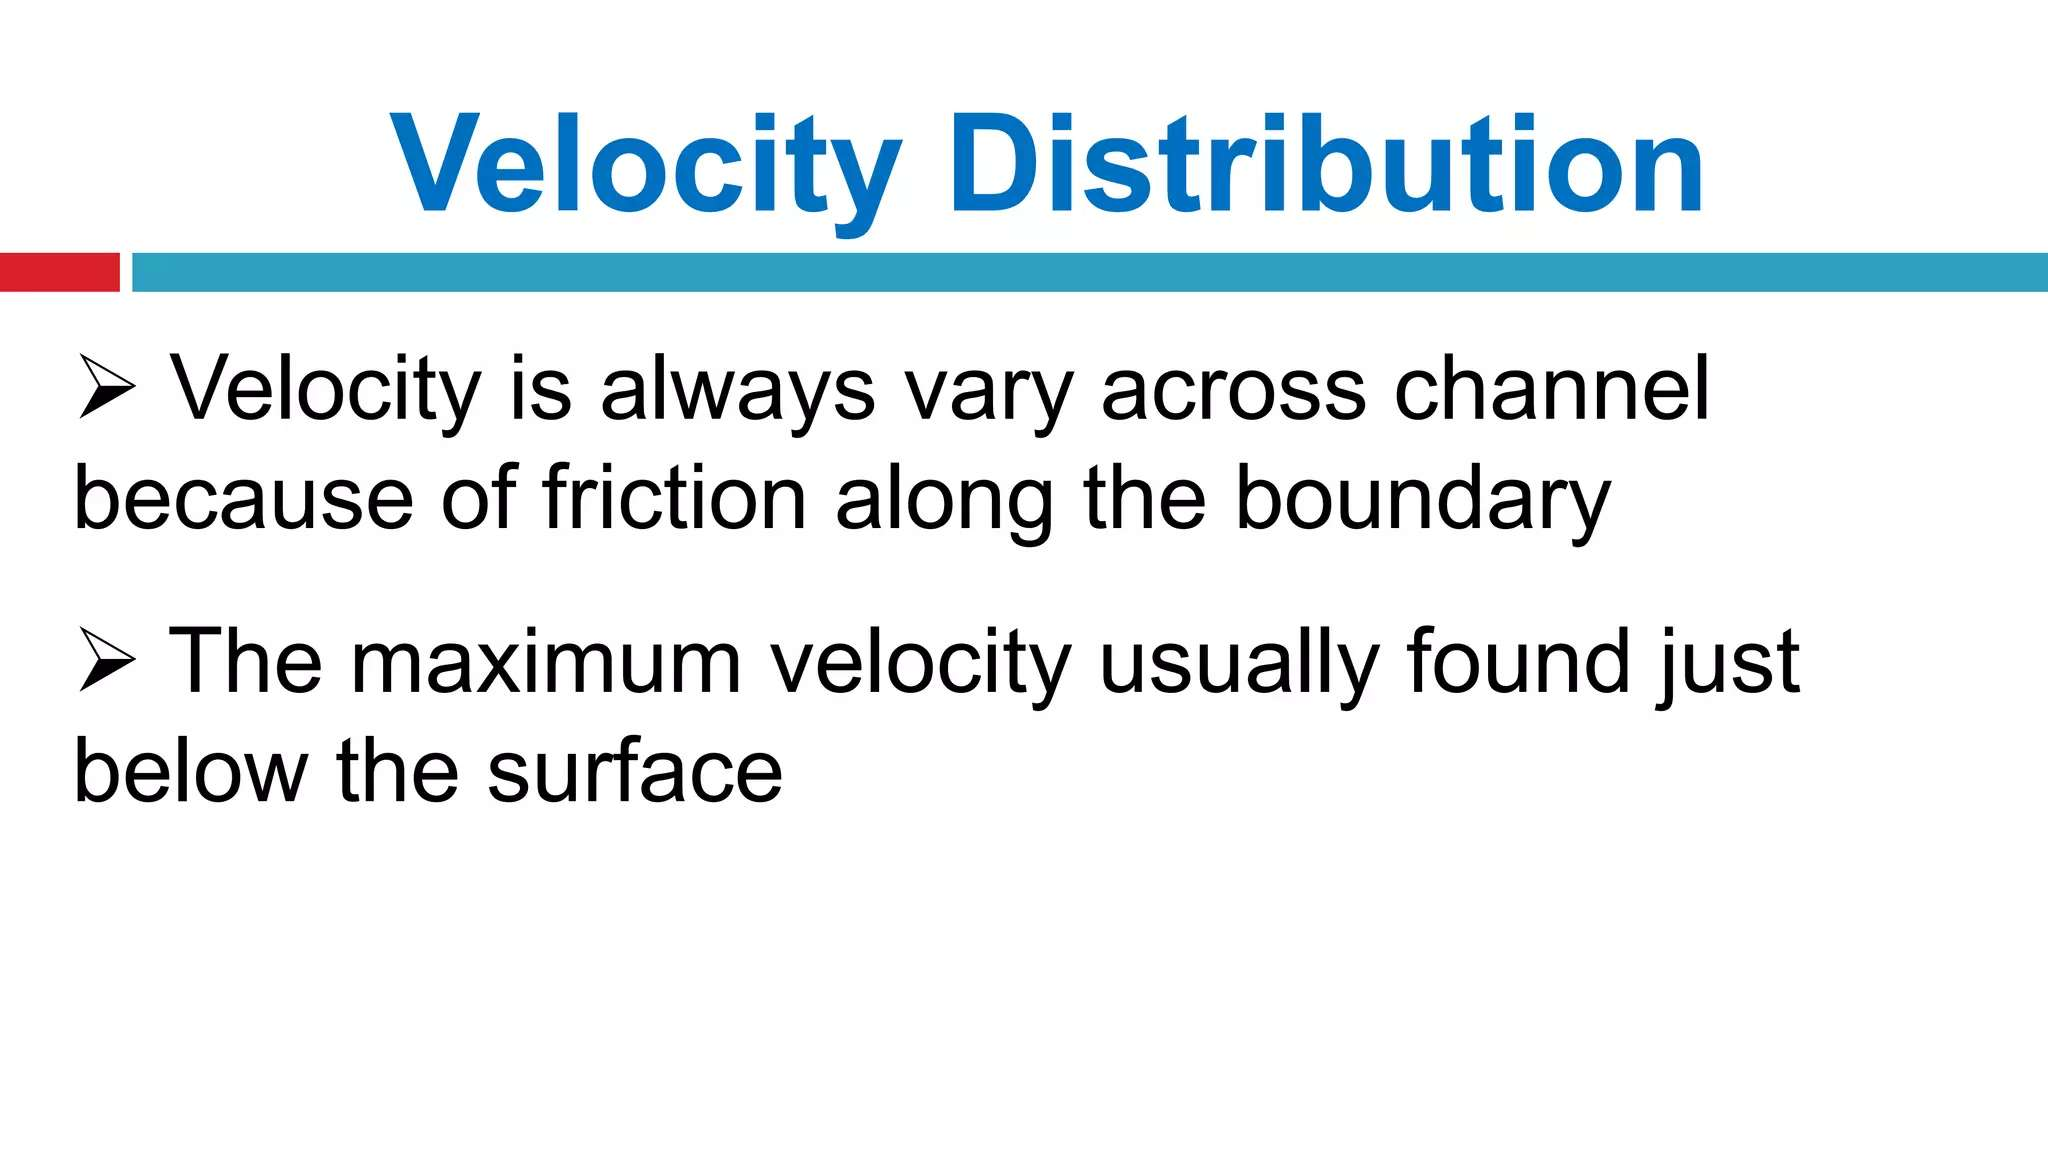 Velocity Distribution
➢ Velocity is always vary across channel
because of friction along the boundary
➢ The maximum velocity usually found just
below the surface